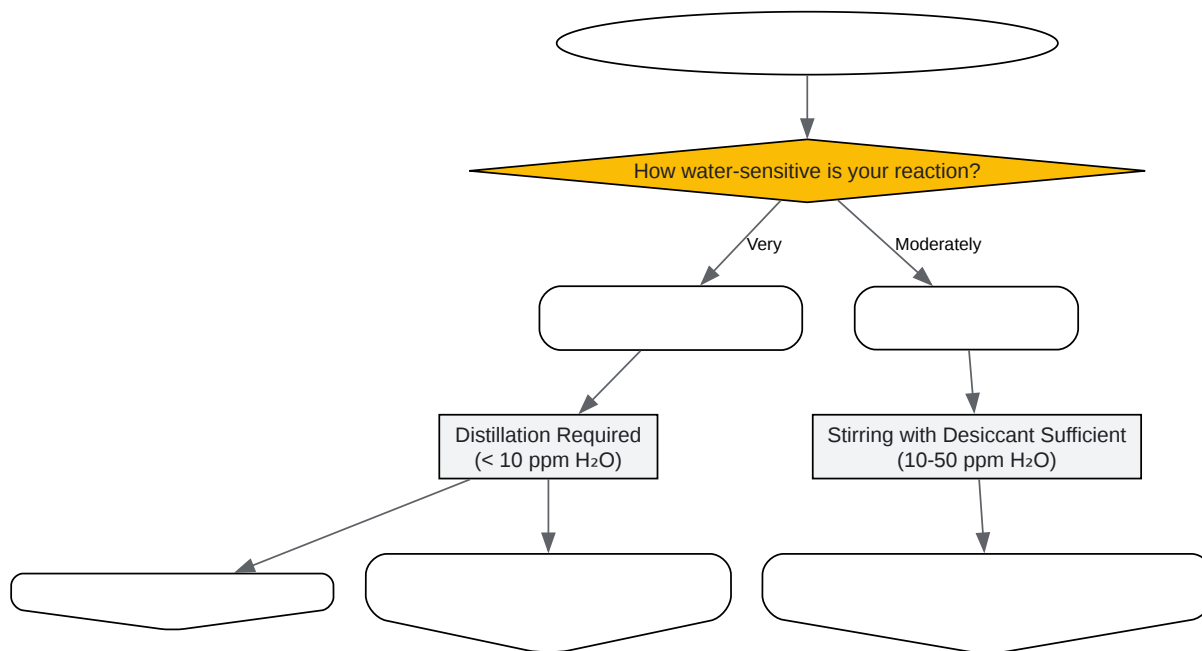 How water-sensitive is your reaction?
Very
Moderately
Distillation Required
(< 10 ppm H₂O)
Stirring with Desiccant Sufficient
(10-50 ppm H₂O)